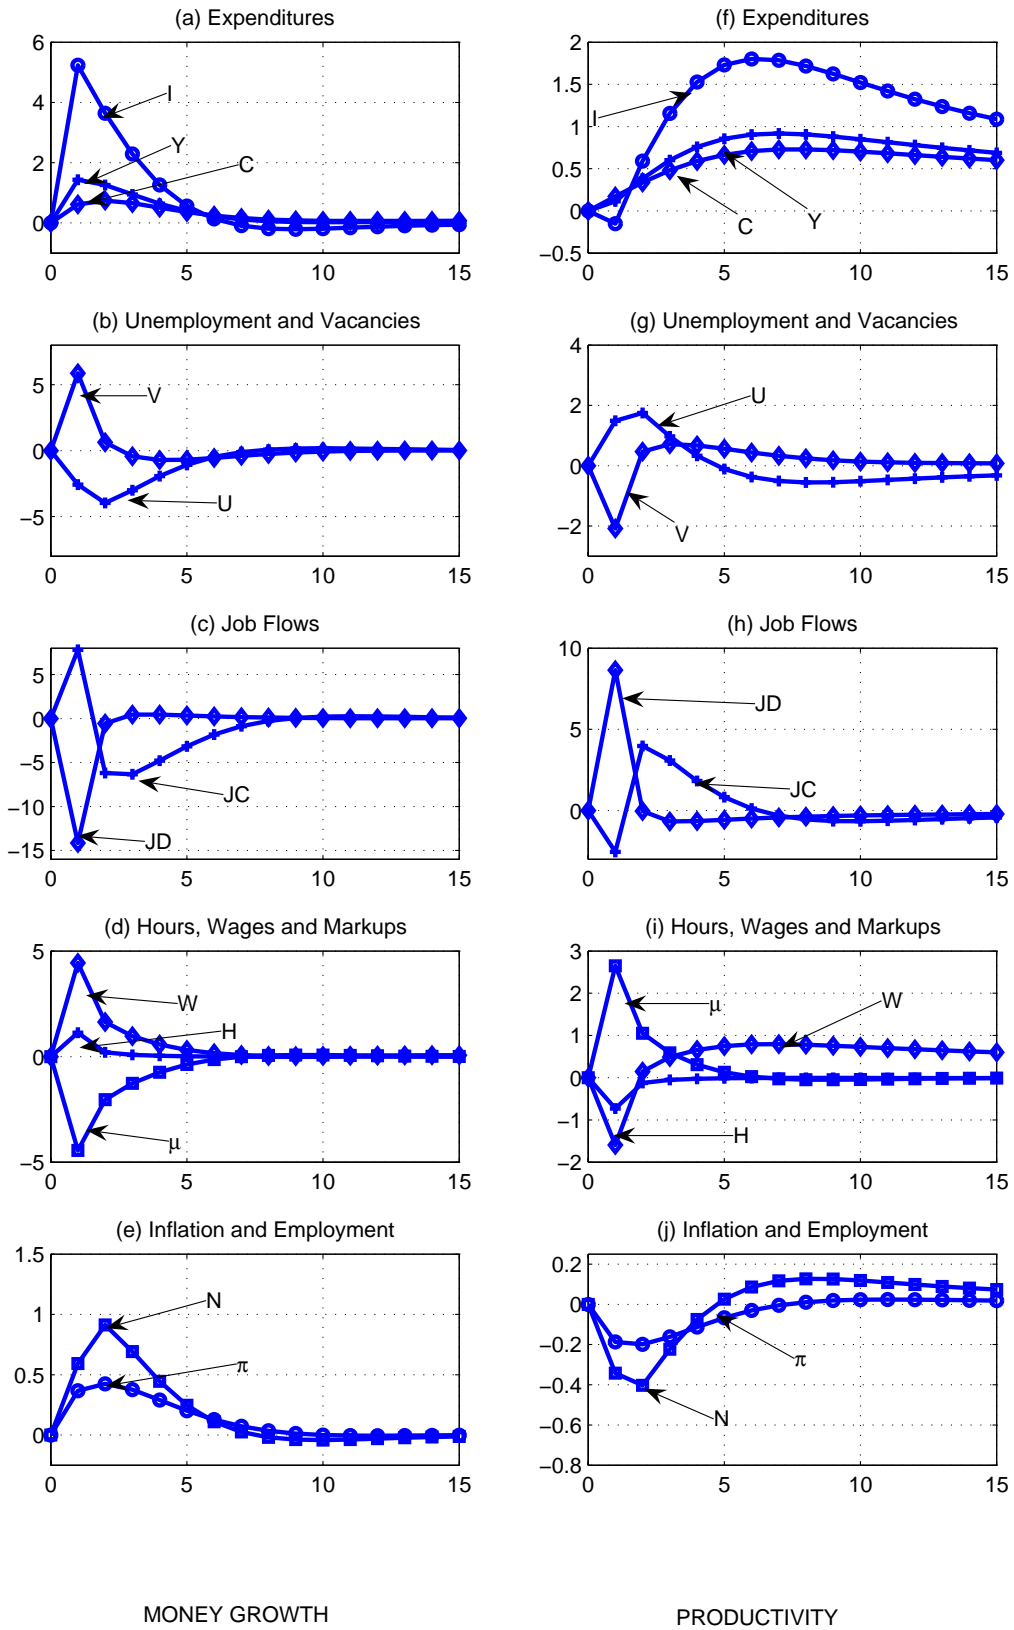 (a) Expenditures
6
4
2
0
0
5
10
15
I
Y
C
(b) Unemployment and Vacancies
5
0
−5
0
5
10
15
V
U
(c) Job Flows
5
0
−5
−10
−15
0
5
10
15
JC
JD
(d) Hours, Wages and Markups
5
0
−5
0
5
10
15
W
H
μ
(e) Inflation and Employment
1.5
1
0.5
0
0
5
10
15
N
π
MONEY GROWTH
(f) Expenditures
2
1.5
1
0.5
0
−0.5
0
5
10
15
I
C
Y
(g) Unemployment and Vacancies
4
2
0
−2
0
5
10
15
U
V
(h) Job Flows
10
5
0
0
5
10
15
JD
JC
(i) Hours, Wages and Markups
3
2
1
0
−1
−2
0
5
10
15
μ
W
H
(j) Inflation and Employment
0.2
0
−0.2
−0.4
−0.6
−0.8
0
5
10
15
π
N
PRODUCTIVITY